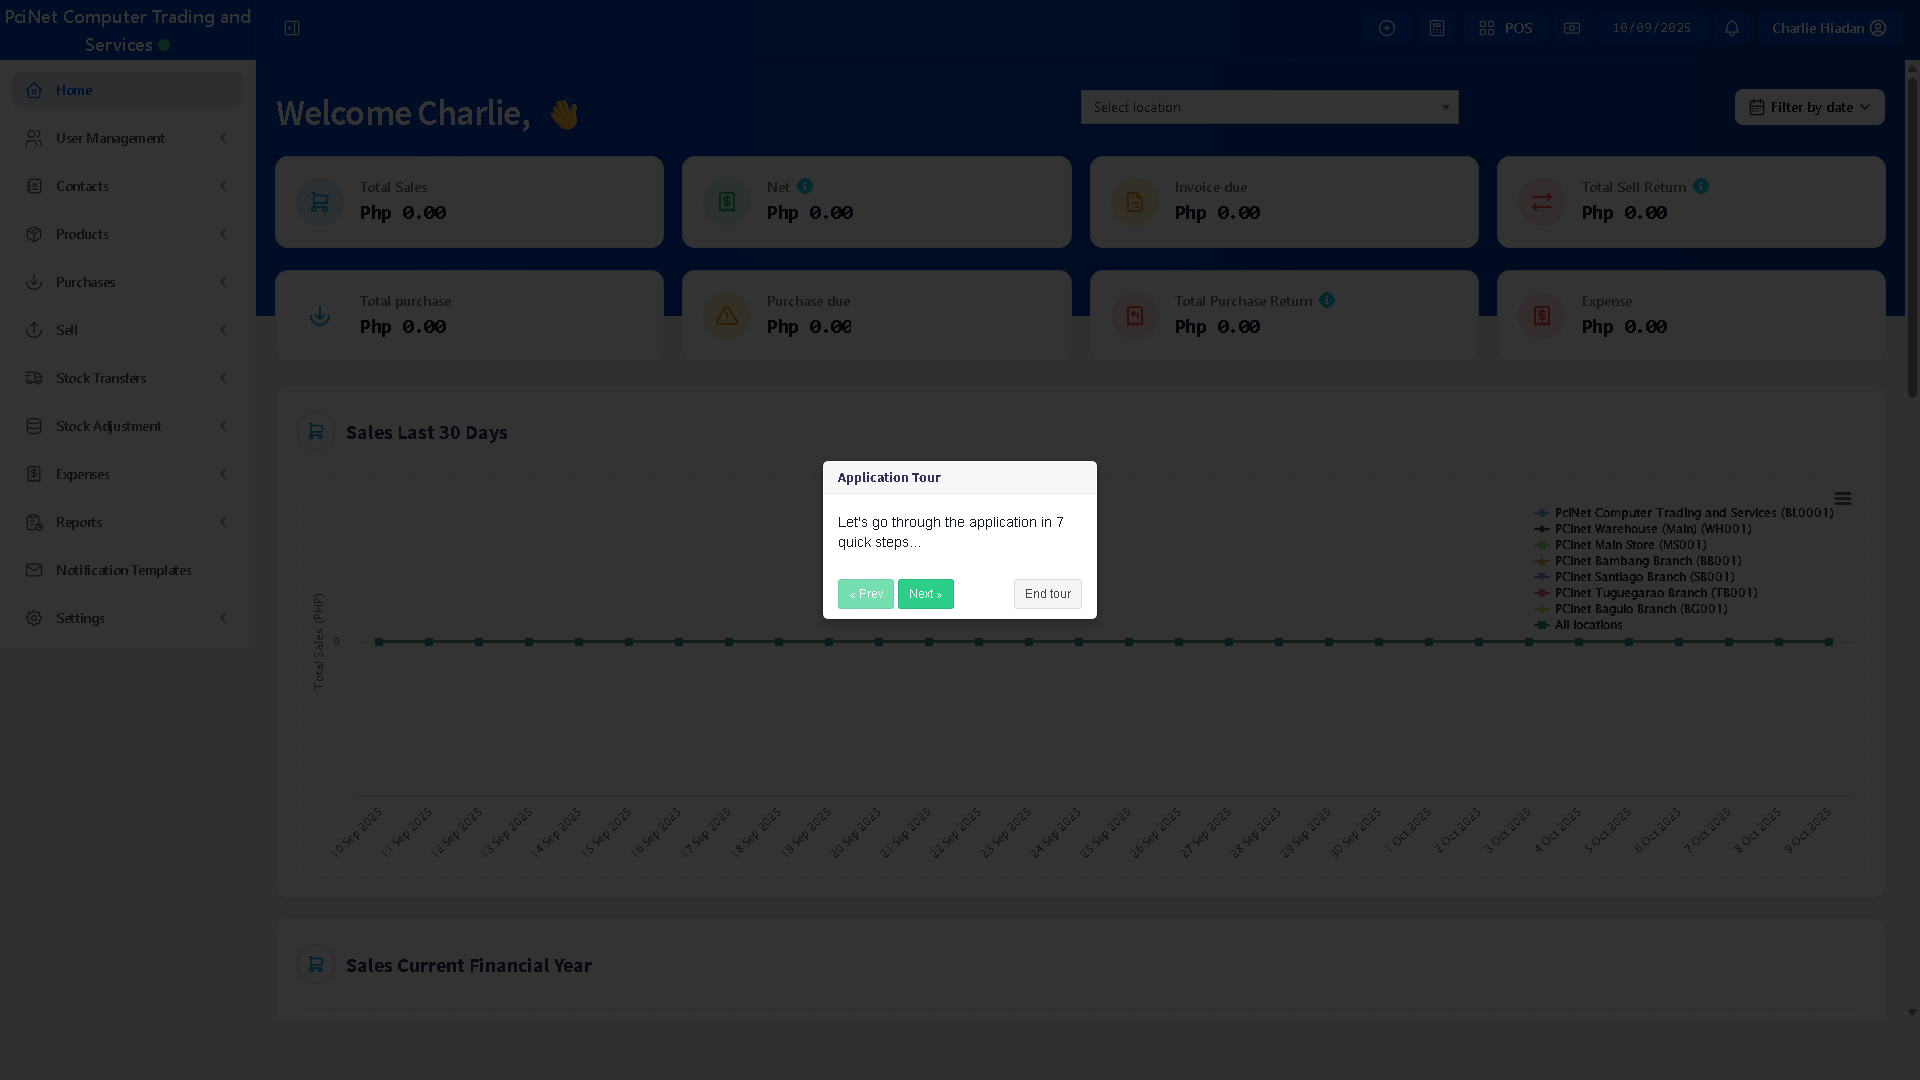 PciNet Computer Trading and
Services
POS
10/09/2025
Charlie Hiadan
Home
User Management
Contacts
Products
Purchases
Sell
Stock Transfers
Stock Adjustment
Expenses
Reports
Notification Templates
Settings
Welcome Charlie,
Select location
Filter by date
Total Sales
Php 0.00
Net
Php 0.00
Invoice due
Php 0.00
Total Sell Return
Php 0.00
Total purchase
Php 0.00
Purchase due
Php 0.00
Total Purchase Return
Php 0.00
Expense
Php 0.00
Sales Last 30 Days
Application Tour
Let's go through the application in 7
quick steps...
« Prev
Next »
End tour
PciNet Computer Trading and Services (BL0001)
PCinet Warehouse (Main) (WH001)
PCinet Main Store (MS001)
PCinet Bambang Branch (BB001)
PCinet Santiago Branch (SB001)
PCinet Tuguegarao Branch (TB001)
PCinet Baguio Branch (BG001)
All locations
Total Sales (PHP)
0
10 Sep 2025
11 Sep 2025
12 Sep 2025
13 Sep 2025
14 Sep 2025
15 Sep 2025
16 Sep 2025
17 Sep 2025
18 Sep 2025
19 Sep 2025
20 Sep 2025
21 Sep 2025
22 Sep 2025
23 Sep 2025
24 Sep 2025
25 Sep 2025
26 Sep 2025
27 Sep 2025
28 Sep 2025
29 Sep 2025
30 Sep 2025
1 Oct 2025
2 Oct 2025
3 Oct 2025
4 Oct 2025
5 Oct 2025
6 Oct 2025
7 Oct 2025
8 Oct 2025
9 Oct 2025
Sales Current Financial Year